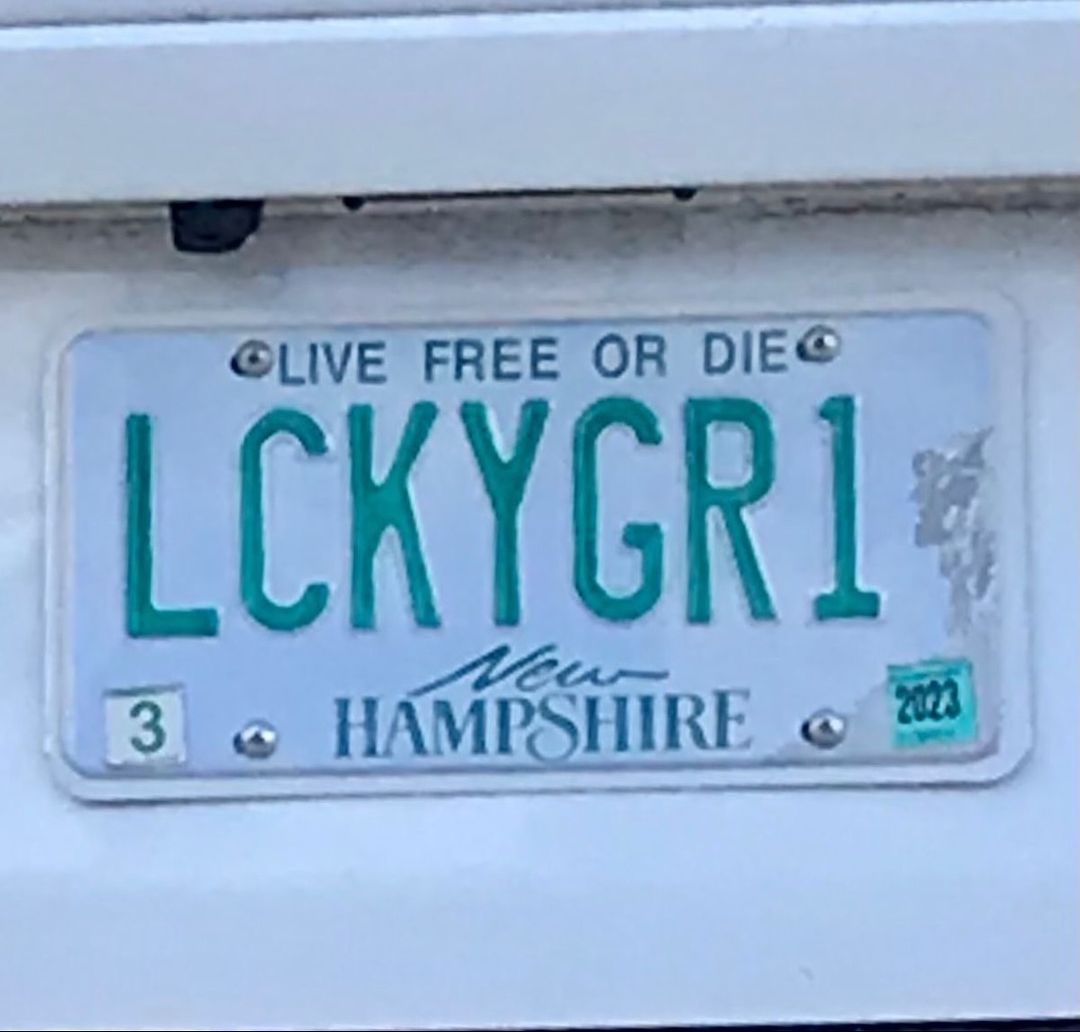 LIVE FREE OR DIE
LCKYGR1
New
HAMPSHIRE
3
2023